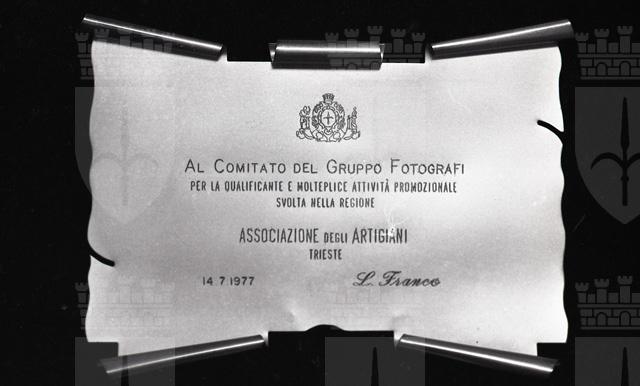 AL COMITATO DEL GRUPPO FOTOGRAFI
PER LA QUALIFICANTE E MOLTEPLICE ATTIVITÀ PROMOZIONALE
SVOLTA NELLA REGIONE
ASSOCIAZIONE DEGLI ARTIGIANI
TRIESTE
14.7.1977 L. Franco